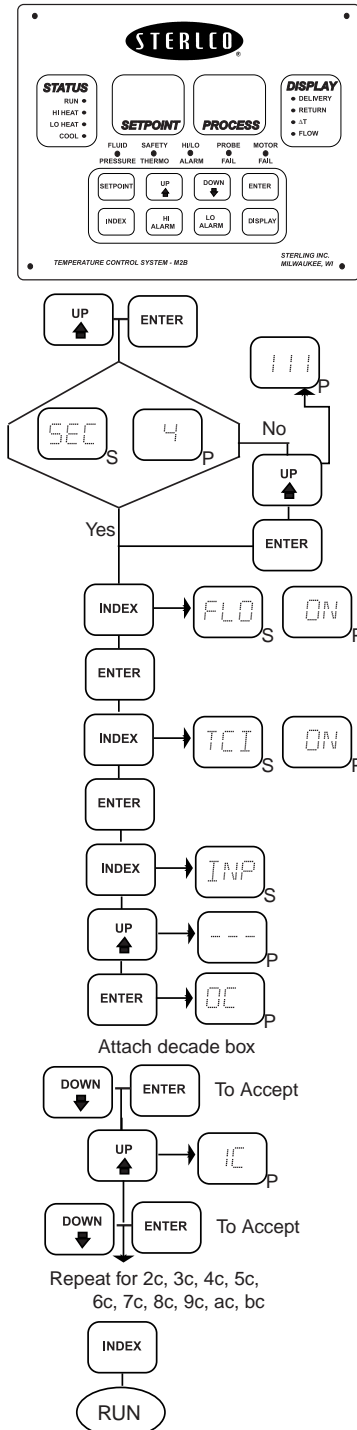 STERLCO®
STATUS
RUN
HI HEAT
LO HEAT
COOL
SETPOINT
PROCESS
DISPLAY
DELIVERY
RETURN
ΔT
FLOW
FLUID PRESSURE
SAFETY THERMO
HI/LO ALARM
PROBE FAIL
MOTOR FAIL
SETPOINT
UP
DOWN
ENTER
INDEX
HI ALARM
LO ALARM
DISPLAY
TEMPERATURE CONTROL SYSTEM - M2B
STERLING INC.
MILWAUKEE, WI
UP
ENTER
111
P
SEC
S
4
P
No
UP
Yes
ENTER
INDEX
FLO
S
ON
P
ENTER
INDEX
TCI
S
ON
P
ENTER
INDEX
INP
S
UP
---
P
ENTER
0C
P
Attach decade box
DOWN
ENTER
To Accept
UP
1C
P
DOWN
ENTER
To Accept
Repeat for 2c, 3c, 4c, 5c,
6c, 7c, 8c, 9c, ac, bc
INDEX
RUN